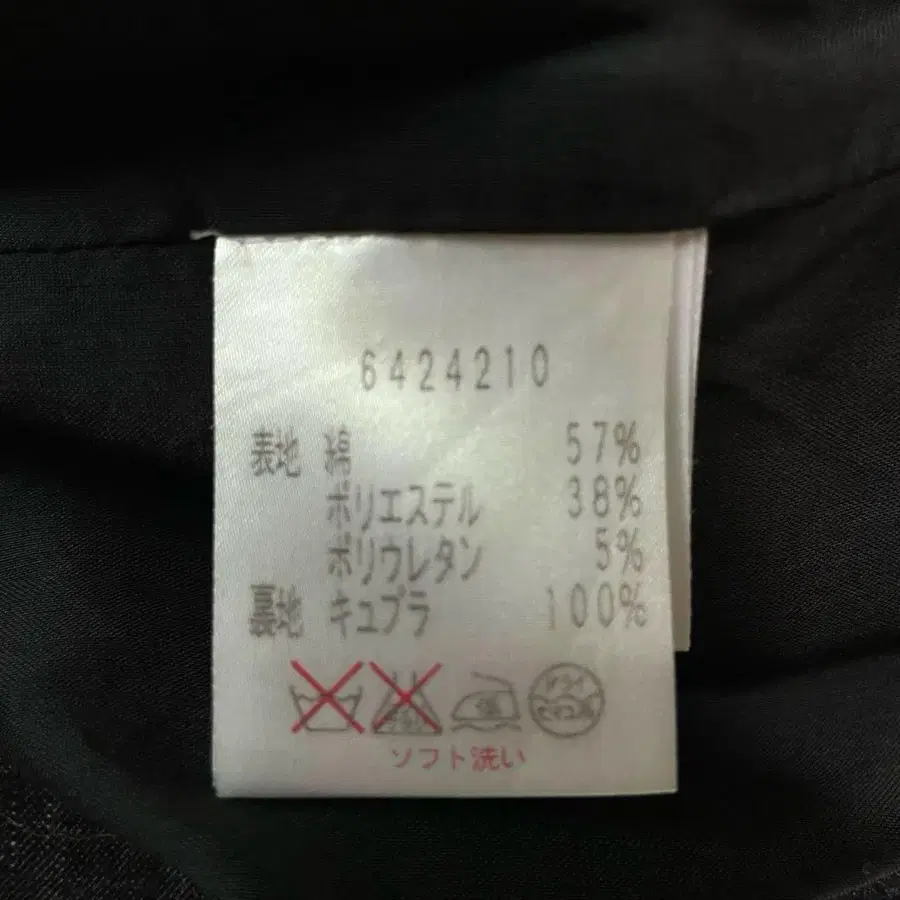 6424210
表地 綿 57%
ポリエステル 38%
ポリウレタン 5%
裏地 キュプラ 100%
ソフト洗い